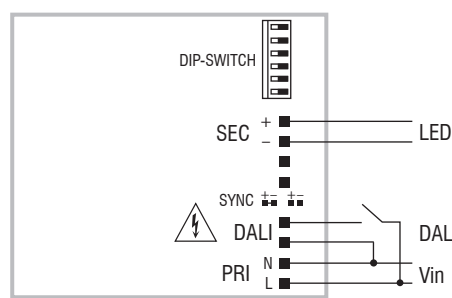 DIP-SWITCH
SEC + − LED
SYNC +− +−
DALI DAL
PRI N
L Vin